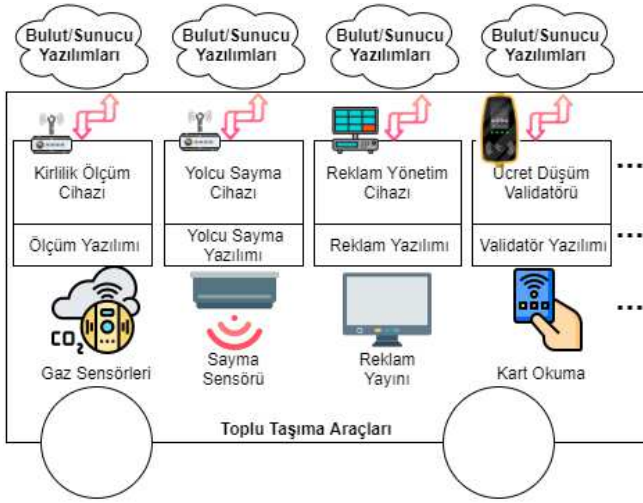 Bulut/Sunucu
Yazılımları
Bulut/Sunucu
Yazılımları
Bulut/Sunucu
Yazılımları
Bulut/Sunucu
Yazılımları
Kirlilik Ölçüm
Cihazı
Yolcu Sayma
Cihazı
Reklam Yönetim
Cihazı
Ücret Düşüm
Validatörü
...
Ölçüm Yazılımı
Yolcu Sayma
Yazılımı
Reklam Yazılımı
Validatör Yazılımı
...
CO2
...
Gaz Sensörleri
Sayma
Sensörü
Reklam
Yayını
Kart Okuma
Toplu Taşıma Araçları